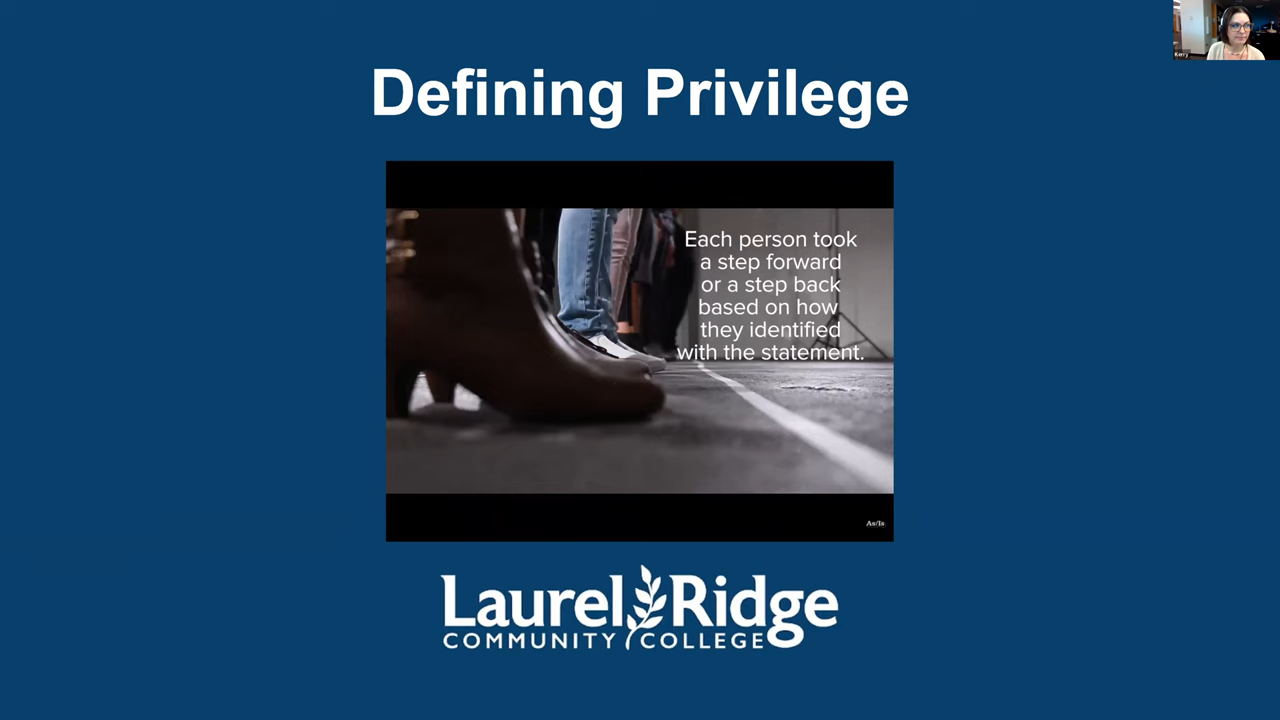 Kerry
Defining Privilege
Each person took
a step forward
or a step back
based on how
they identified
with the statement.
As/Is
Laurel Ridge
COMMUNITY COLLEGE